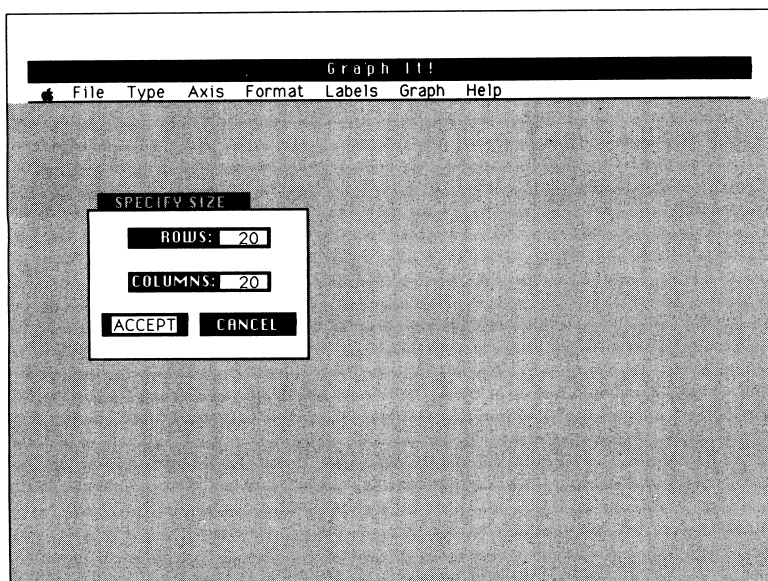 Graph It!
File Type Axis Format Labels Graph Help
SPECIFY SIZE
ROWS: 20
COLUMNS: 20
ACCEPT CANCEL